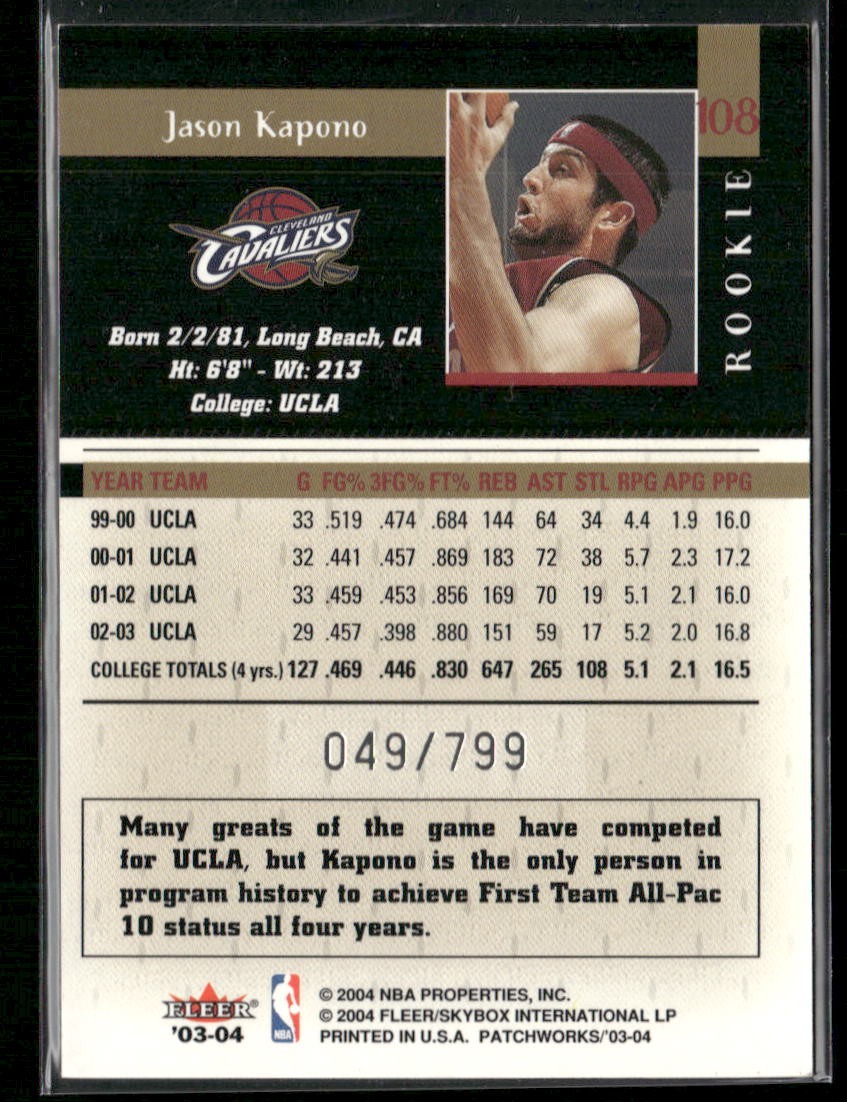 Jason Kapono
108
ROOKIE
CLEVELAND
CAVALIERS
Born 2/2/81, Long Beach, CA
Ht: 6'8" - Wt: 213
College: UCLA
YEAR TEAM G FG% 3FG% FT% REB AST STL RPG APG PPG
99-00 UCLA 33 .519 .474 .684 144 64 34 4.4 1.9 16.0
00-01 UCLA 32 .441 .457 .869 183 72 38 5.7 2.3 17.2
01-02 UCLA 33 .459 .453 .856 169 70 19 5.1 2.1 16.0
02-03 UCLA 29 .457 .398 .880 151 59 17 5.2 2.0 16.8
COLLEGE TOTALS (4 yrs.) 127 .469 .446 .830 647 265 108 5.1 2.1 16.5
049/799
Many greats of the game have competed
for UCLA, but Kapono is the only person in
program history to achieve First Team All-Pac
10 status all four years.
FLEER®
'03-04
NBA
© 2004 NBA PROPERTIES, INC.
© 2004 FLEER/SKYBOX INTERNATIONAL LP
PRINTED IN U.S.A. PATCHWORKS/'03-04